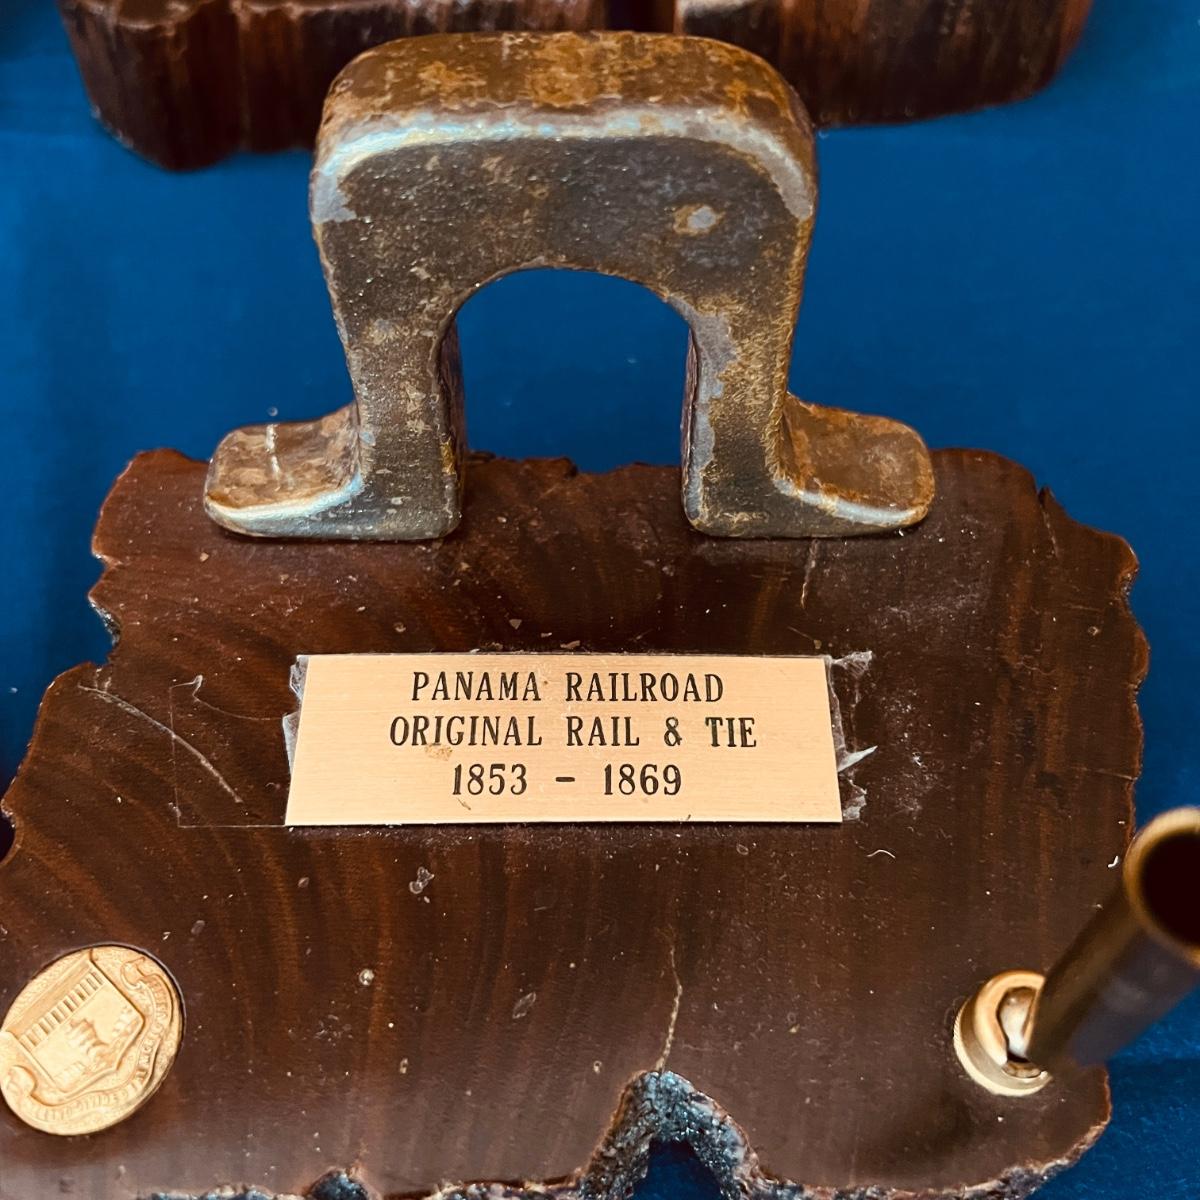 PANAMA RAILROAD
ORIGINAL RAIL & TIE
1853 - 1869